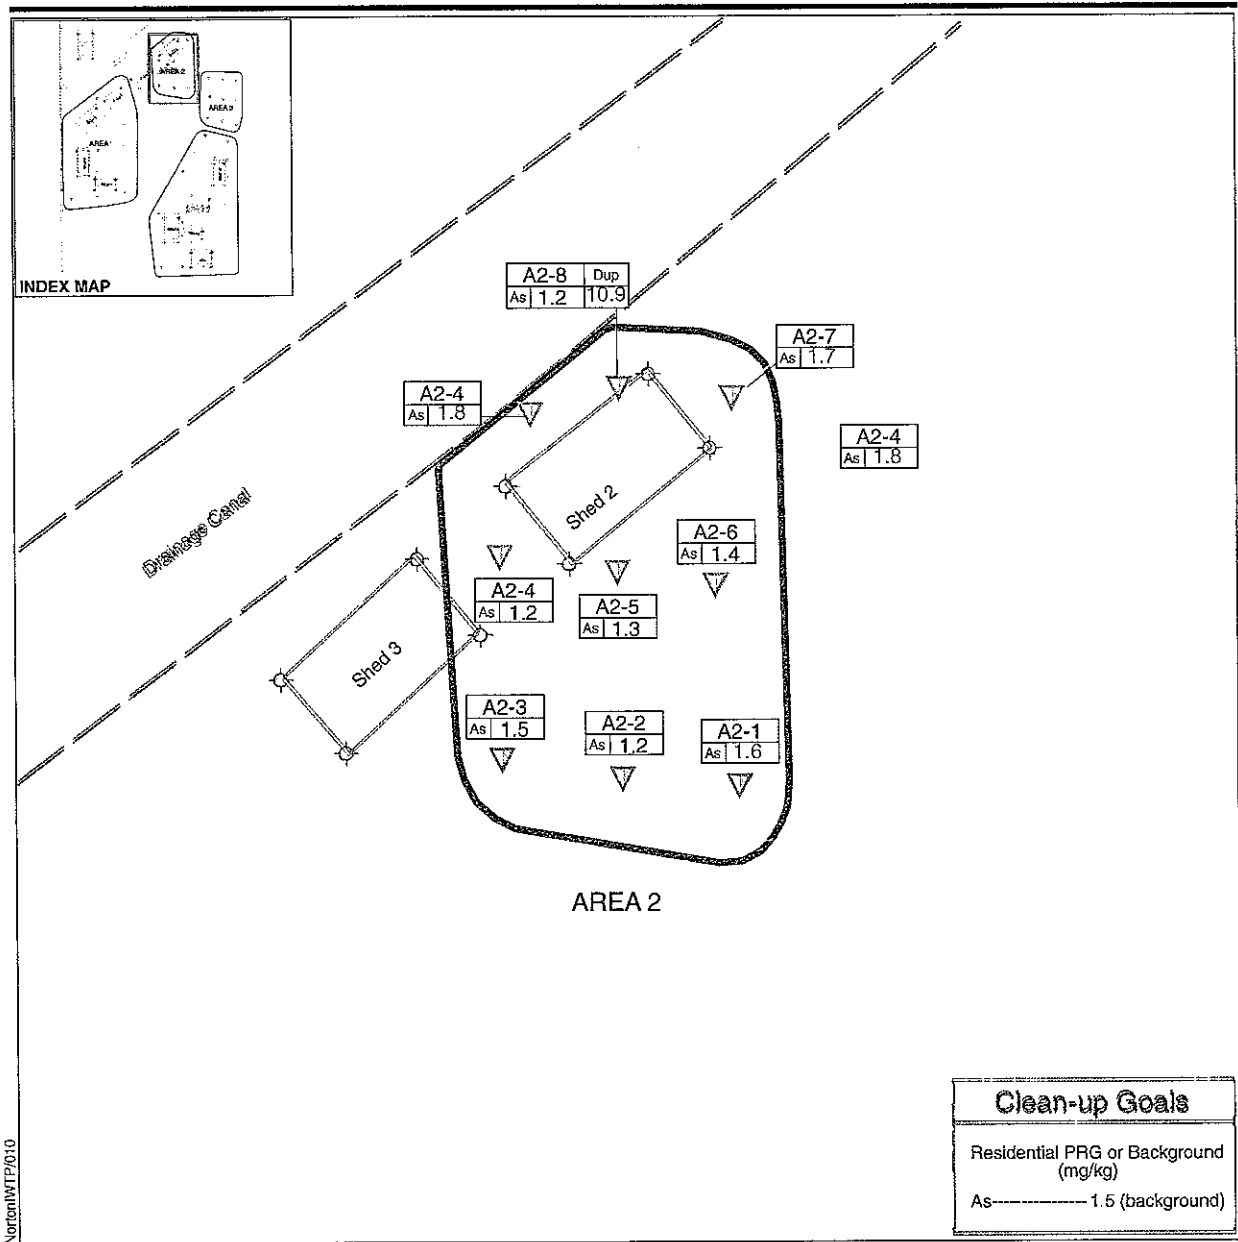 AREA 2
AREA 3
AREA
INDEX MAP
A2-8 Dup
As 1.2 10.9
A2-7
As 1.7
A2-4
As 1.8
A2-4
As 1.8
Drainage Canal
Shed 2
A2-6
As 1.4
A2-4
As 1.2
A2-5
As 1.3
Shed 3
A2-3
As 1.5
A2-2
As 1.2
A2-1
As 1.6
AREA 2
Clean-up Goals
Residential PRG or Background
(mg/kg)
As--------------- 1.5 (background)
Norton/WTP/010